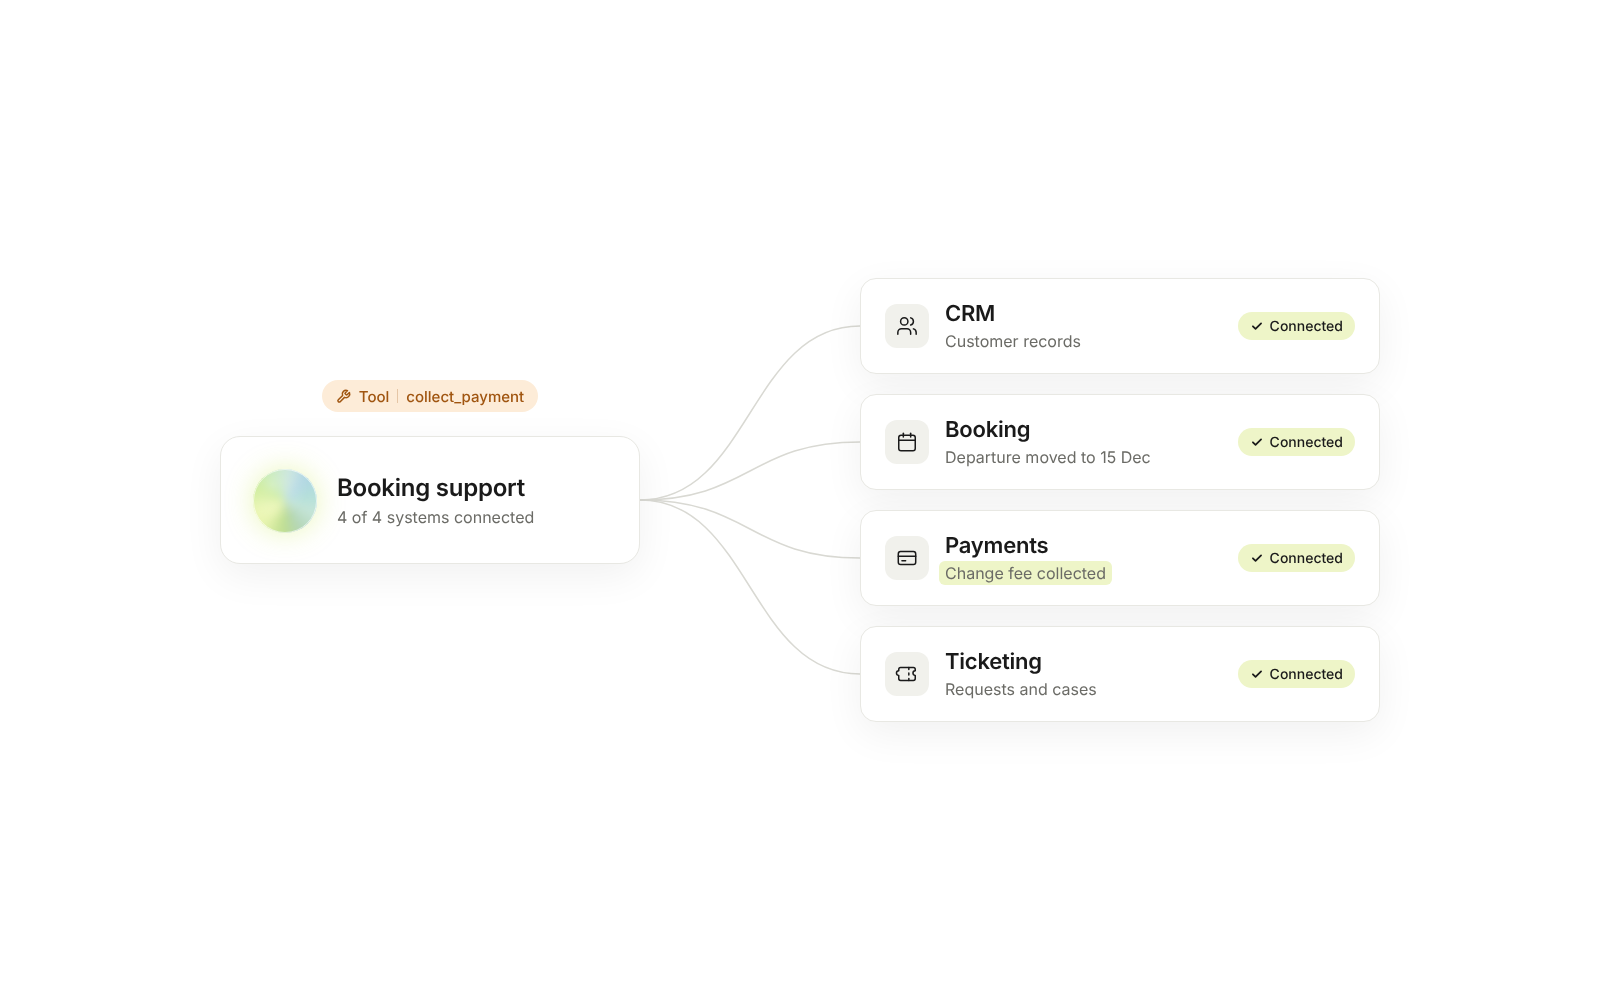 Tool collect_payment
Booking support
4 of 4 systems connected
CRM
Customer records
Connected
Booking
Departure moved to 15 Dec
Connected
Payments
Change fee collected
Connected
Ticketing
Requests and cases
Connected